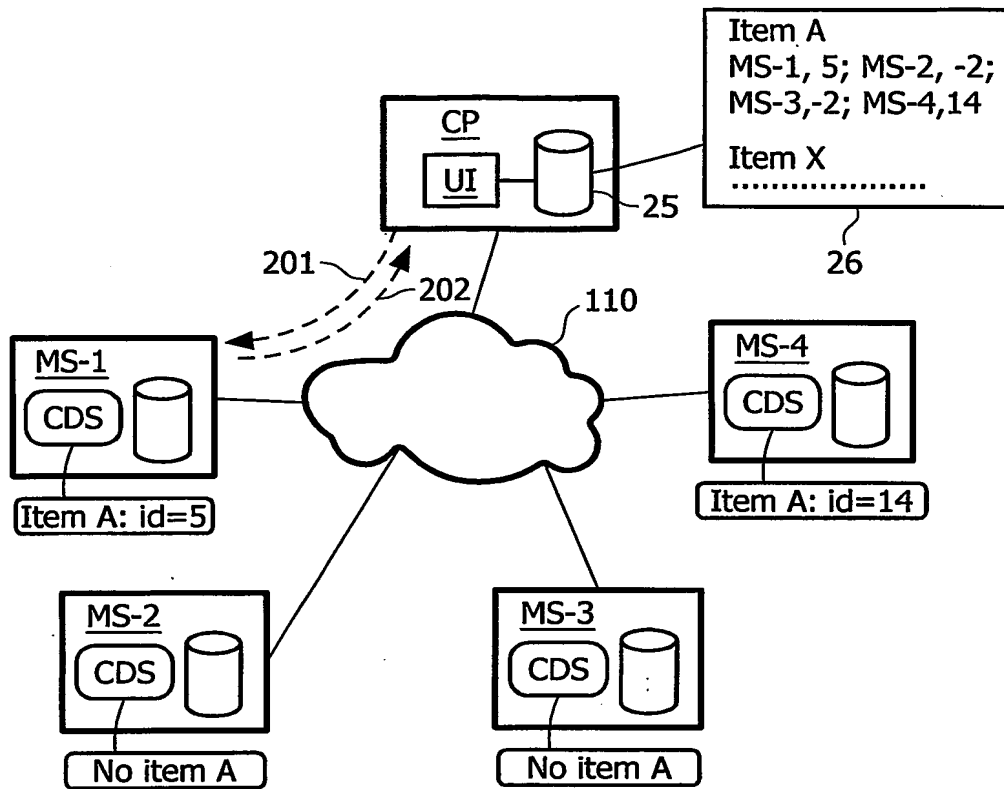 Item A
MS-1, 5; MS-2, -2;
MS-3,-2; MS-4,14
Item X
26
CP
UI
25
201
202
110
MS-1
CDS
Item A: id=5
MS-4
CDS
Item A: id=14
MS-2
CDS
No item A
MS-3
CDS
No item A